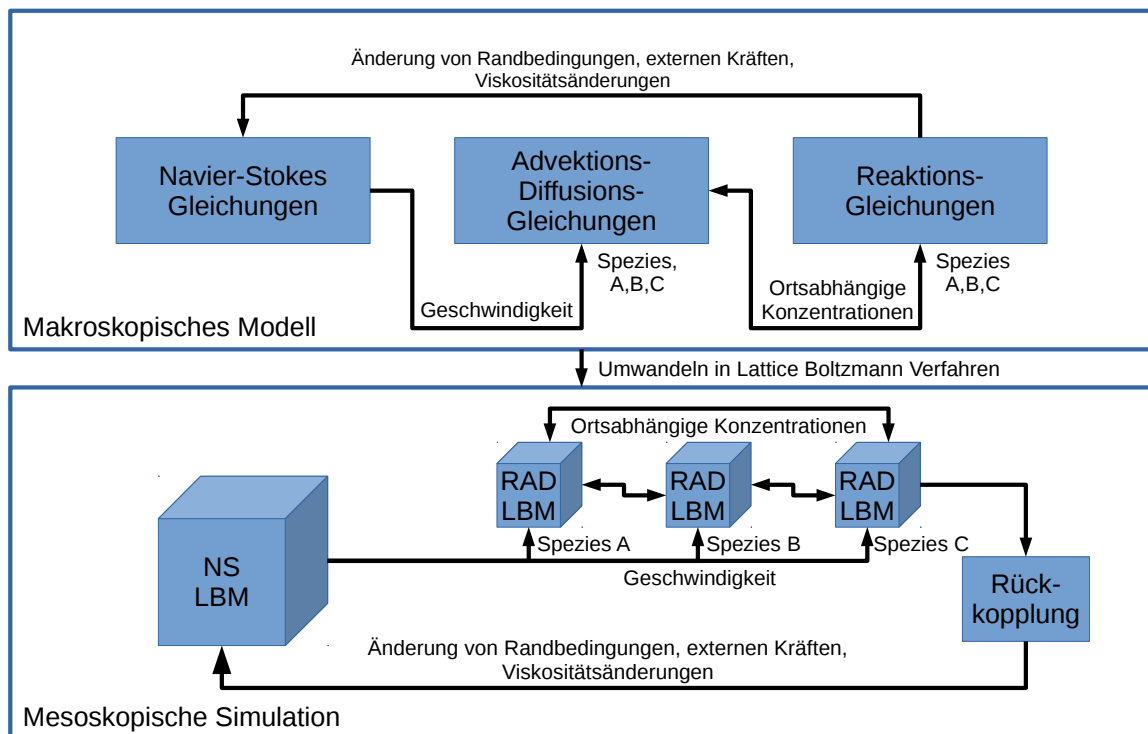 Änderung von Randbedingungen, externen Kräften,
Viskositätsänderungen
Navier-Stokes
Gleichungen
Advektions-
Diffusions-
Gleichungen
Reaktions-
Gleichungen
Geschwindigkeit
Spezies,
A,B,C
Ortsabhängige
Konzentrationen
Spezies
A,B,C
Makroskopisches Modell
Umwandeln in Lattice Boltzmann Verfahren
Ortsabhängige Konzentrationen
RAD
LBM
RAD
LBM
RAD
LBM
Spezies A
Spezies B
Spezies C
NS
LBM
Geschwindigkeit
Rück-
kopplung
Änderung von Randbedingungen, externen Kräften,
Viskositätsänderungen
Mesoskopische Simulation